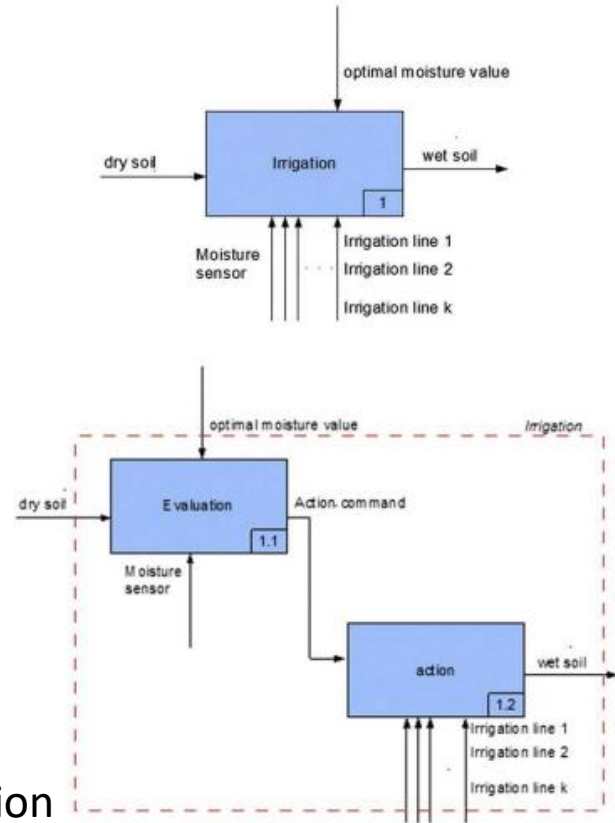 optimal moisture value
dry soil
Irrigation
wet soil
1
Moisture
sensor
Irrigation line 1
Irrigation line 2
Irrigation line k
optimal moisture value
Irrigation
dry soil
Evaluation
Action command
1.1
Moisture
sensor
action
wet soil
1.2
Irrigation line 1
Irrigation line 2
Irrigation line k
ion